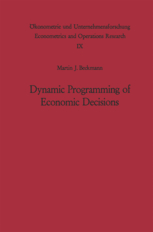 Ökonometrie und Unternehmensforschung
Econometrics and Operations Research
IX
Martin J. Beckmann
Dynamic Programming of
Economic Decisions